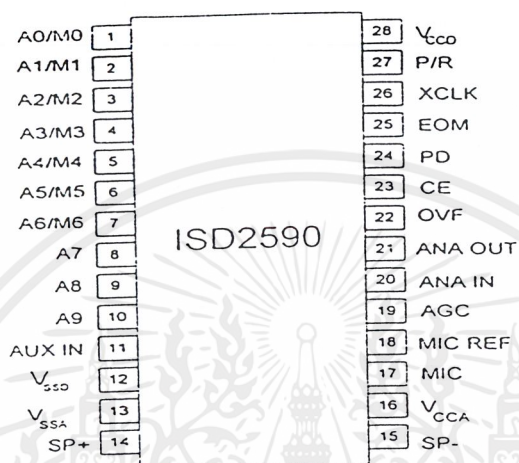 A0/M0 1
A1/M1 2
A2/M2 3
A3/M3 4
A4/M4 5
A5/M5 6
A6/M6 7
A7 8
A8 9
A9 10
AUX IN 11
VSSD 12
VSSA 13
SP+ 14
ISD2590
28 VCCD
27 P/R
26 XCLK
25 EOM
24 PD
23 CE
22 OVF
21 ANA OUT
20 ANA IN
19 AGC
18 MIC REF
17 MIC
16 VCCA
15 SP-